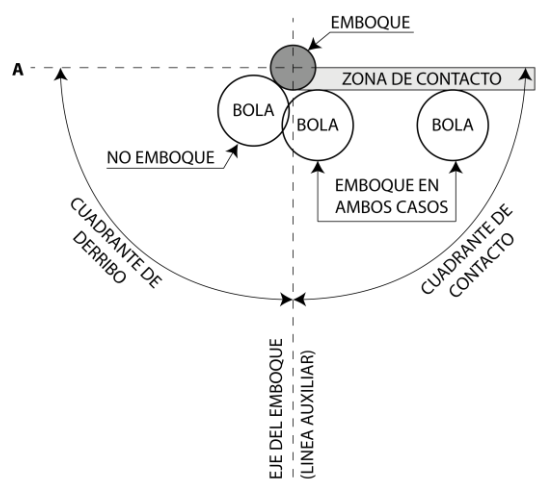 EMBOQUE
A
ZONA DE CONTACTO
BOLA
BOLA
BOLA
NO EMBOQUE
EMBOQUE EN
AMBOS CASOS
CUADRANTE DE
DERRIBO
CUADRANTE DE
CONTACTO
EJE DEL EMBOQUE
(LINEA AUXILIAR)